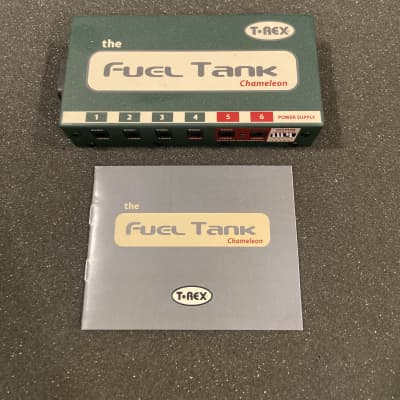 the
T-REX
Fuel Tank
Chameleon
1 2 3 4 5 6 POWER SUPPLY
the
Fuel Tank
Chameleon
T-REX